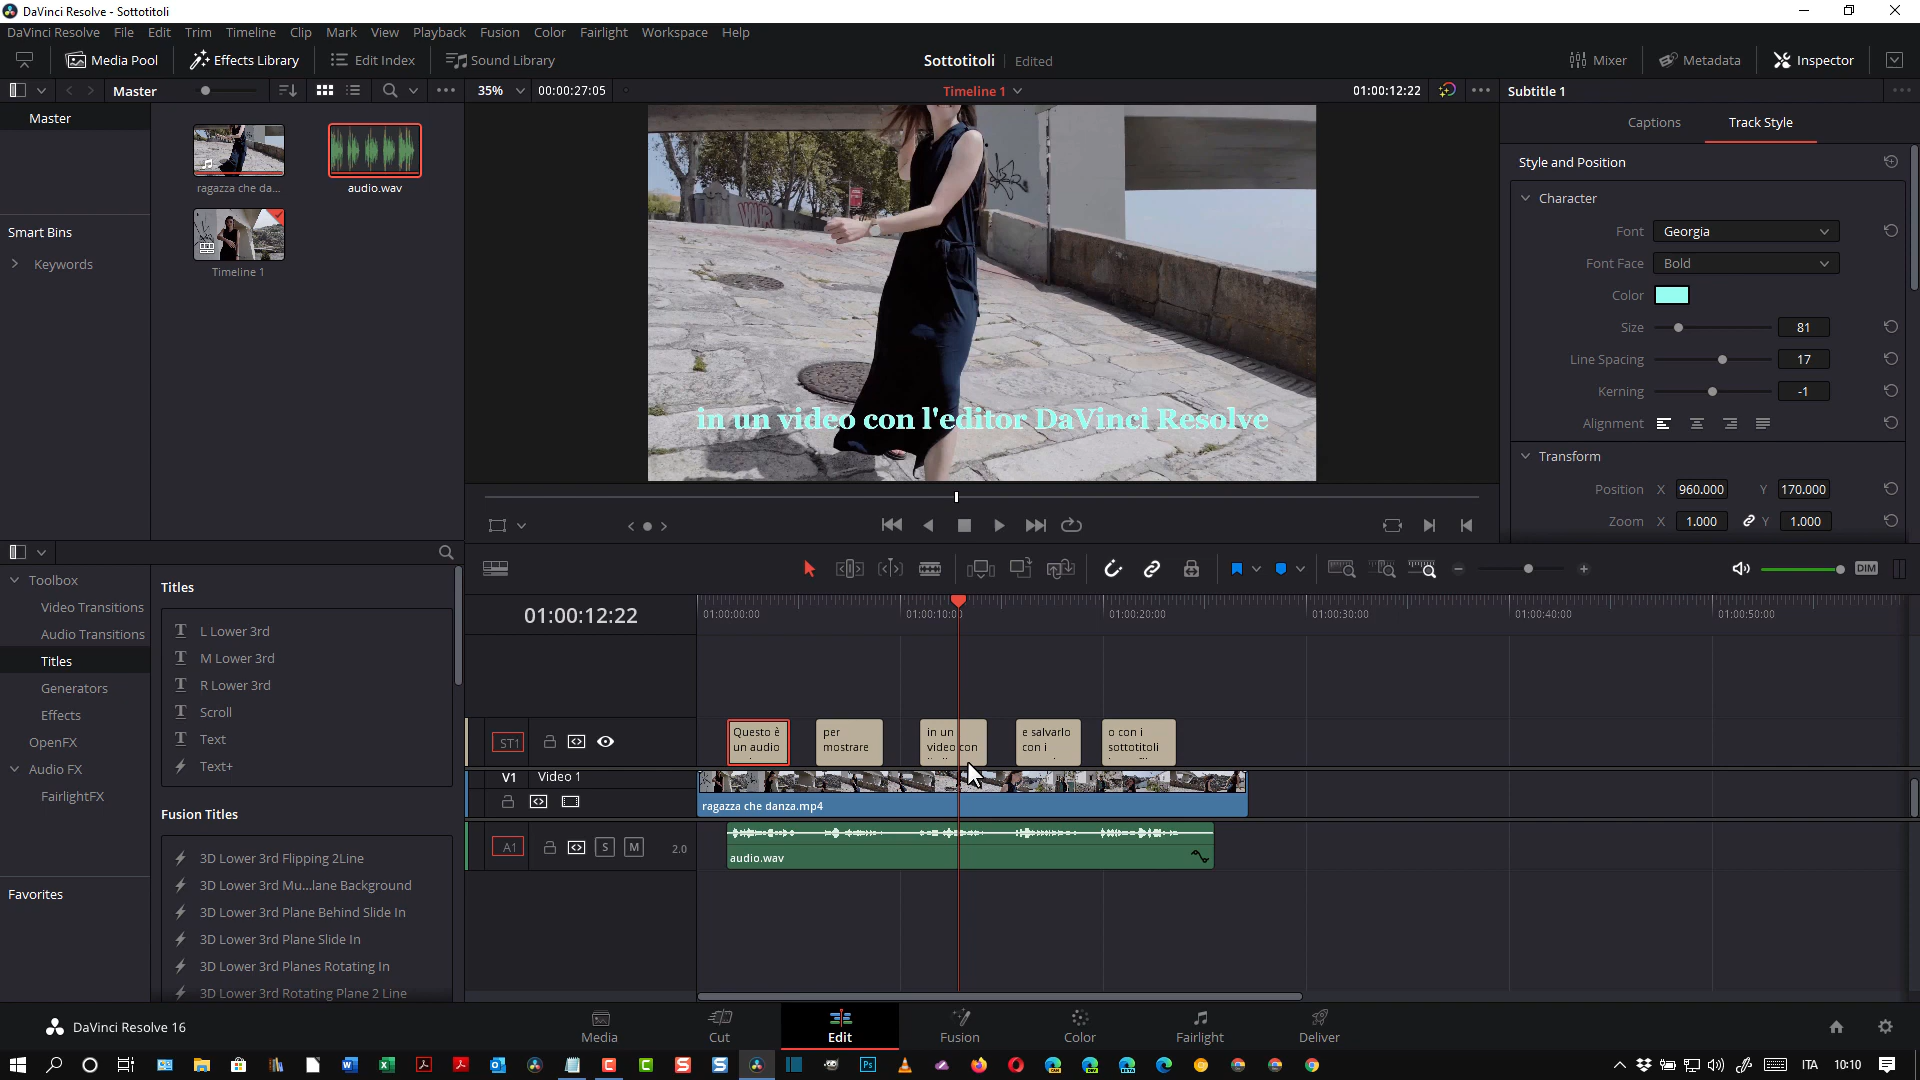 DaVinci Resolve - Sottotitoli
DaVinci Resolve File Edit Trim Timeline Clip Mark View Playback Fusion Color Fairlight Workspace Help
Media Pool Effects Library Edit Index Sound Library Sottotitoli Edited Mixer Metadata Inspector
Master 35% 00:00:27:05 Timeline 1 01:00:12:22 Subtitle 1
Master
ragazza che da...
audio.wav
Timeline 1
Smart Bins
Keywords
in un video con l'editor DaVinci Resolve
Captions Track Style
Style and Position
Character
Font Georgia
Font Face Bold
Color
Size 81
Line Spacing 17
Kerning -1
Alignment
Transform
Position X 960.000 Y 170.000
Zoom X 1.000 Y 1.000
Toolbox
Video Transitions
Audio Transitions
Titles
Generators
Effects
OpenFX
Audio FX
FairlightFX
Favorites
Titles
L Lower 3rd
M Lower 3rd
R Lower 3rd
Scroll
Text
Text+
Fusion Titles
3D Lower 3rd Flipping 2Line
3D Lower 3rd Mu...lane Background
3D Lower 3rd Plane Behind Slide In
3D Lower 3rd Plane Slide In
3D Lower 3rd Planes Rotating In
3D Lower 3rd Rotating Plane 2 Line
DIM
01:00:12:22
01:00:00:00 01:00:10:0 01:00:20:00 01:00:30:00 01:00:40:00 01:00:50:00
ST1
Questo è
un audio
per
mostrare
in un
video con
e salvarlo
con i
o con i
sottotitoli
V1 Video 1
ragazza che danza.mp4
A1 S M 2.0
audio.wav
DaVinci Resolve 16
Media Cut Edit Fusion Color Fairlight Deliver
ITA 10:10